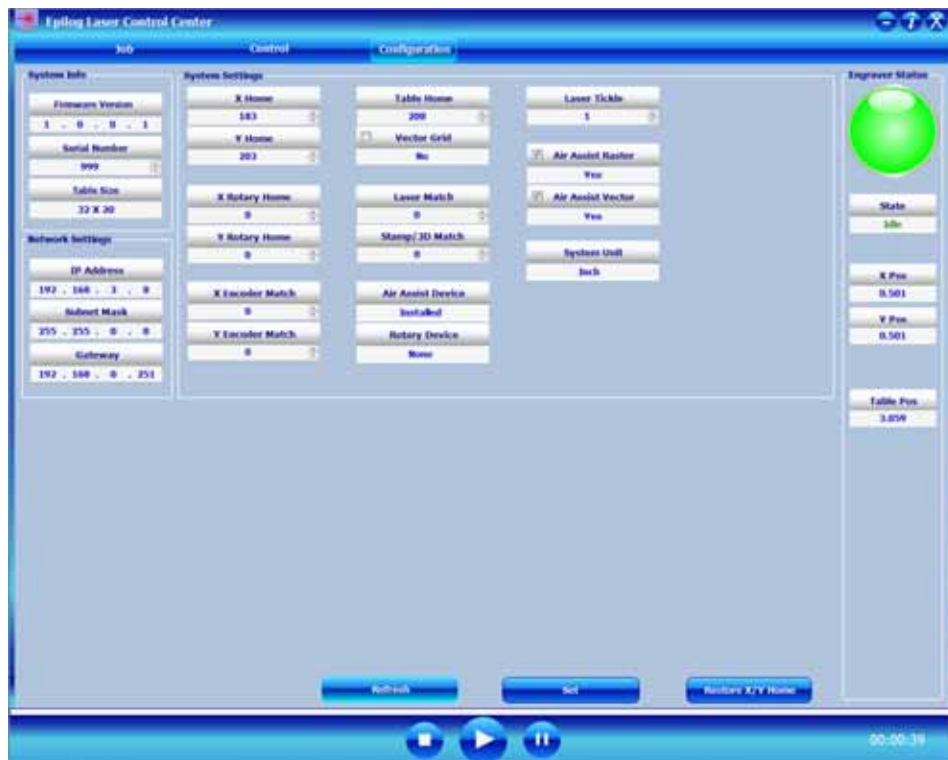 Epilog Laser Control Center
Job Control Configuration
System Info
Firmware Version
1 . 0 . 0 . 1
Serial Number
999
Table Size
32 X 20
Network Settings
IP Address
192 . 168 . 3 . 8
Subnet Mask
255 . 255 . 0 . 0
Gateway
192 . 168 . 0 . 251
System Settings
X Home
183
Y Home
203
X Rotary Home
0
Y Rotary Home
0
X Encoder Match
0
Y Encoder Match
0
Table Home
200
Vector Grid
No
Laser Match
0
Stamp/3D Match
0
Air Assist Device
Installed
Rotary Device
None
Laser Tickle
1
Air Assist Raster
Yes
Air Assist Vector
Yes
System Unit
Inch
Engraver Status
State
Idle
X Pos
0.501
Y Pos
0.501
Table Pos
3.059
Refresh Set Restore X/Y Home
00:00:39